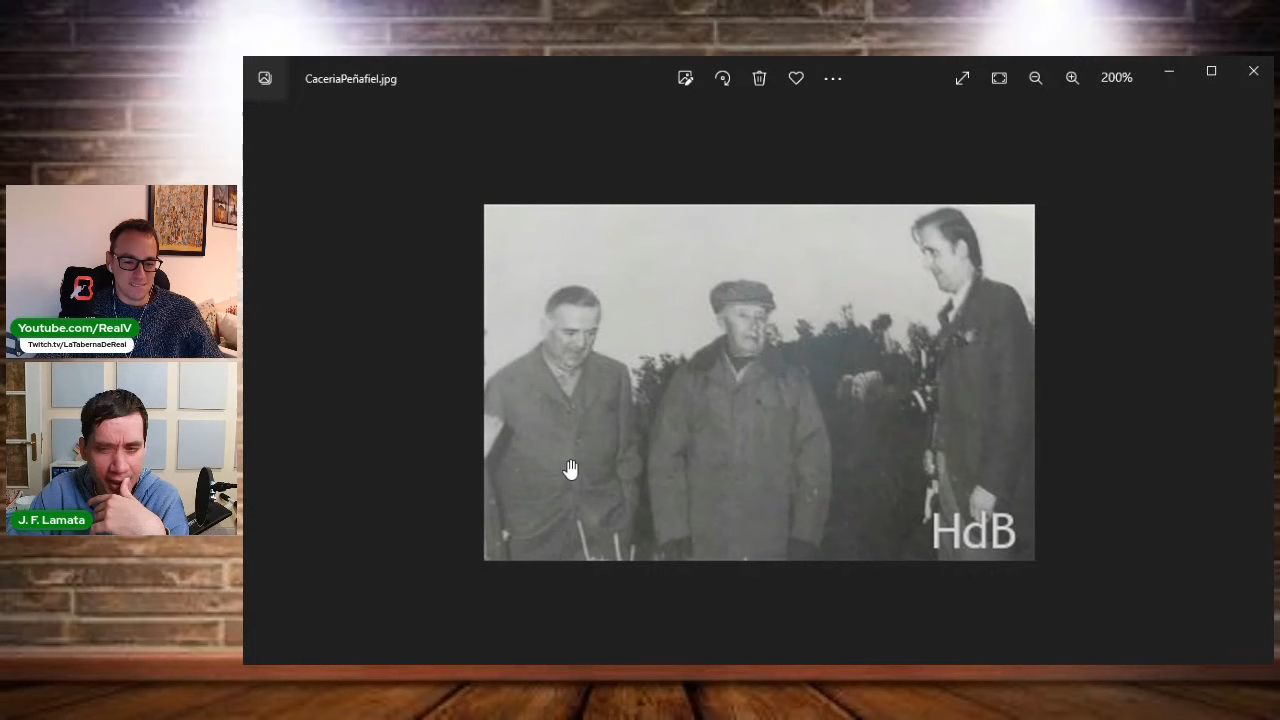 CaceriaPeñafiel.jpg
200%
Youtube.com/RealV
Twitch.tv/LaTabernaDeReal
J. F. Lamata
HdB